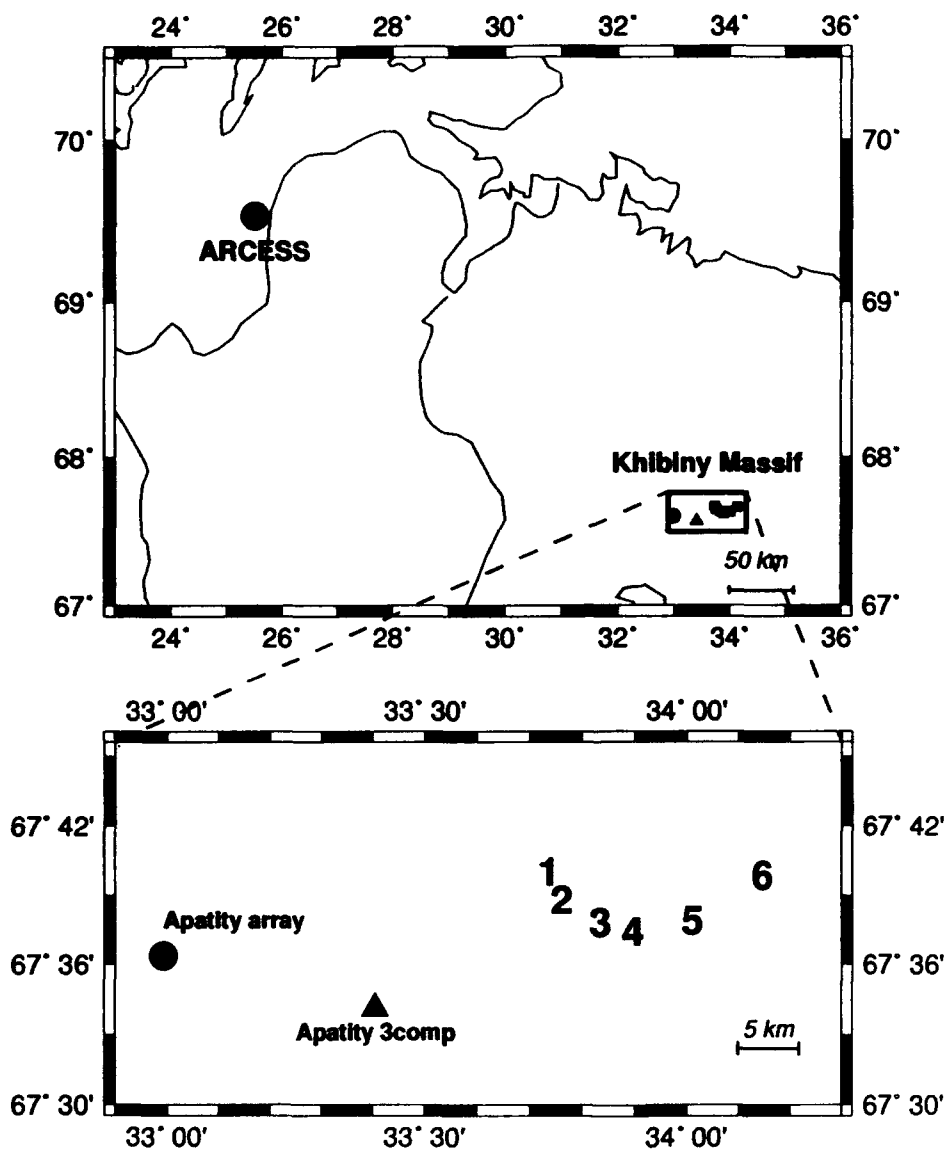 24° 26° 28° 30° 32° 34° 36°
70° 70°
ARCESS
69° 69°
68° 68°
Khibiny Massif
50 km
67° 67°
24° 26° 28° 30° 32° 34° 36°
33° 00' 33° 30' 34° 00'
67° 42' 67° 42'
1
2
3
4
5
6
Apatity array
67° 36' 67° 36'
Apatity 3comp
5 km
67° 30' 67° 30'
33° 00' 33° 30' 34° 00'